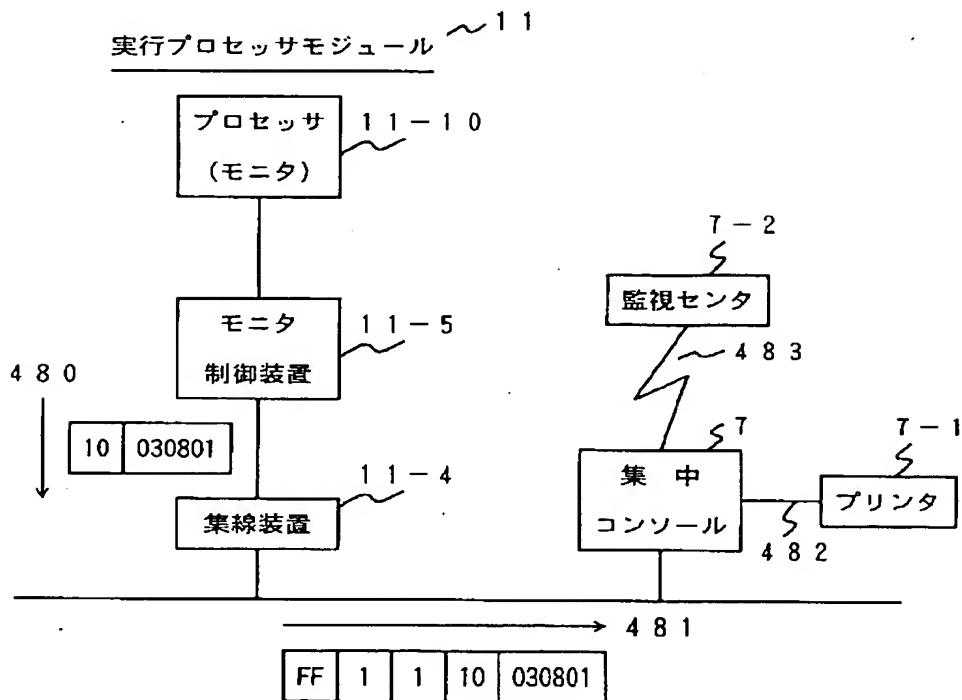 実行プロセッサモジュール
11
プロセッサ
(モニタ)
11-10
モニタ
制御装置
11-5
480
10 030801
集線装置
11-4
7-2
監視センタ
483
7
集中
コンソール
7-1
プリンタ
482
481
FF 1 1 10 030801